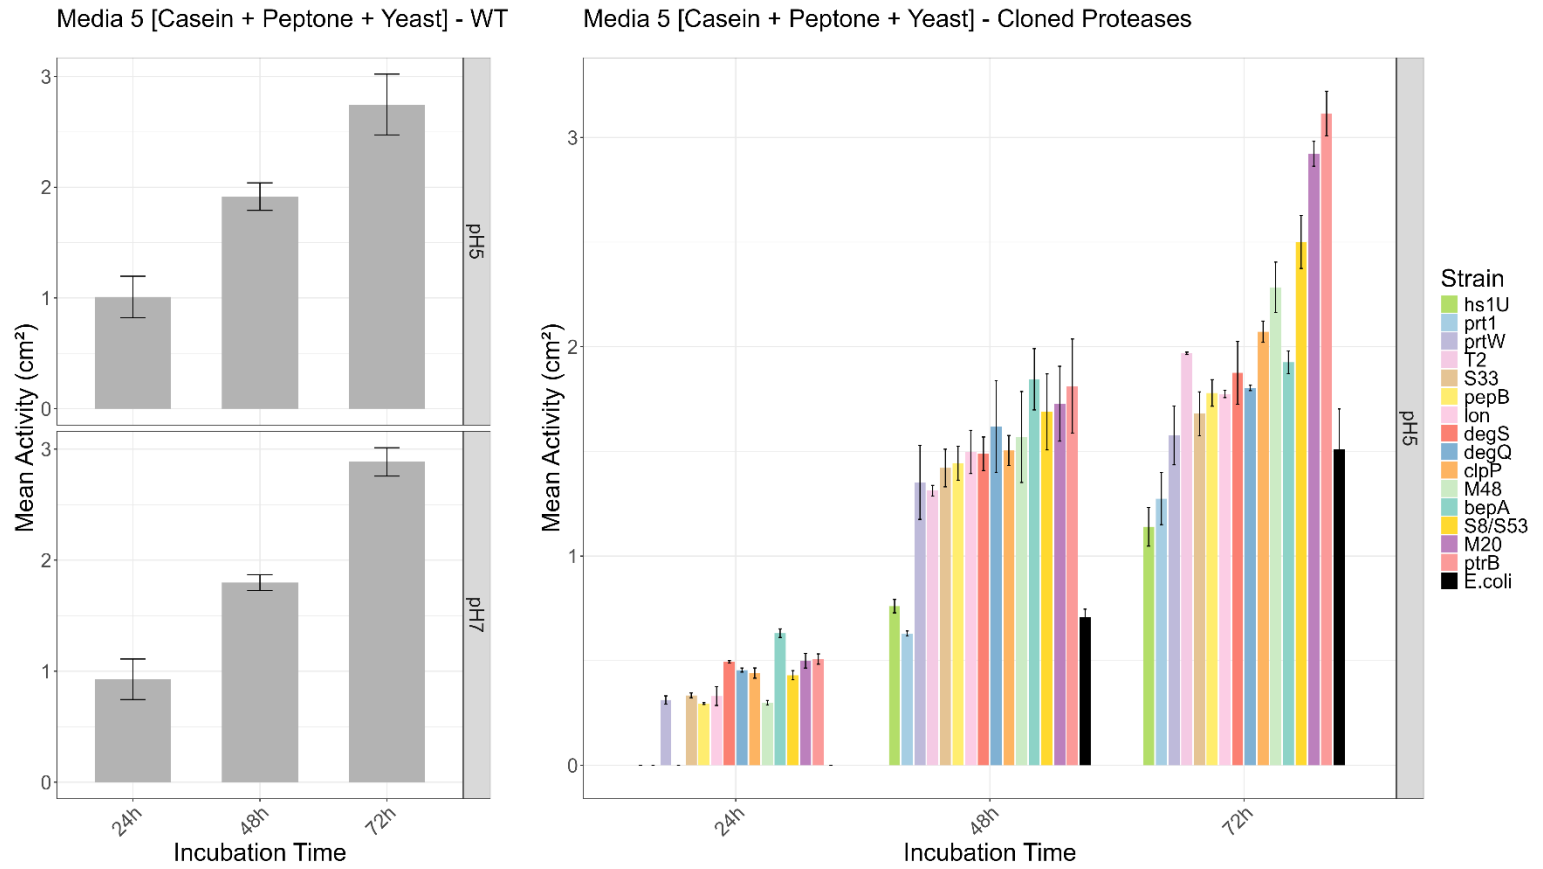 Media 5 [Casein + Peptone + Yeast] - WT
Mean Activity (cm²)
3
2
1
0
pH5
3
2
1
0
pH7
24h
48h
72h
Incubation Time
Media 5 [Casein + Peptone + Yeast] - Cloned Proteases
Mean Activity (cm²)
3
2
1
0
pH5
24h
48h
72h
Incubation Time
Strain
hs1U
prt1
prtW
T2
S33
pepB
lon
degS
degQ
clpP
M48
bepA
S8/S53
M20
ptrB
E.coli